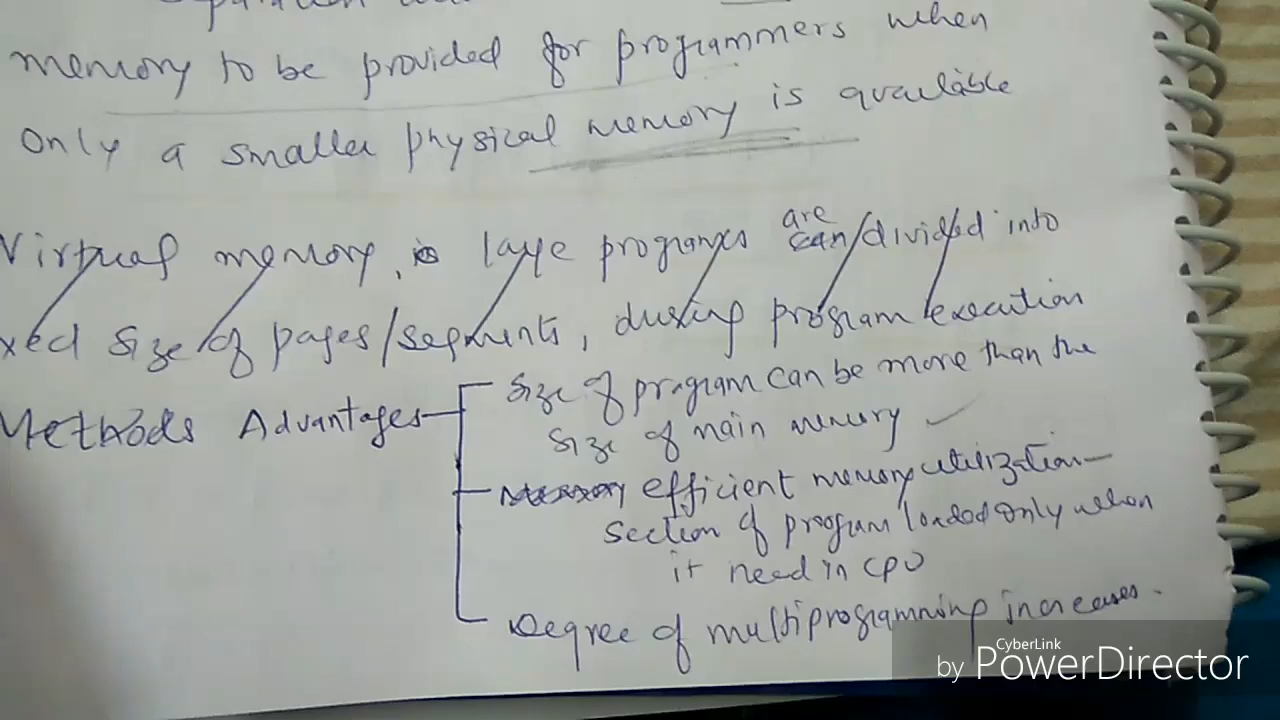 memory to be provided for programmers when
only a smaller physical memory is available
Virtual memory, is large programs are can/divided into
xed size of pages/segments, during program execution
Methods Advantages
size of program can be more than the
size of main memory
efficient memory utilization—
section of program loaded only when
it need in CPU
Degree of multiprogramming increases.
CyberLink
by PowerDirector